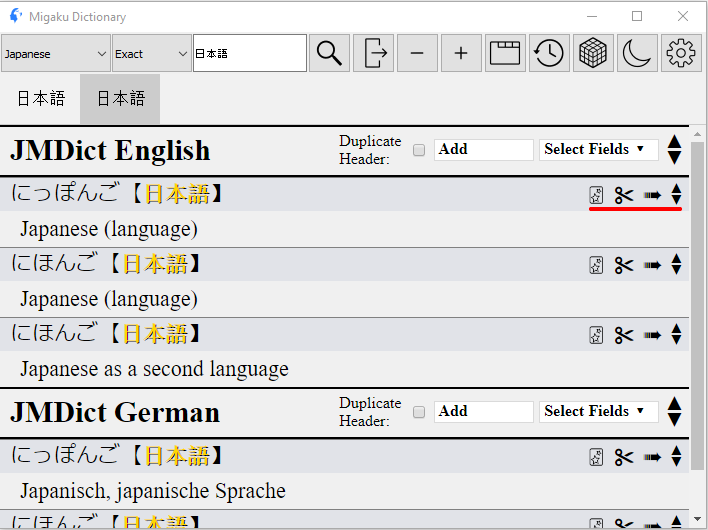 Migaku Dictionary
Japanese Exact 日本語
日本語 日本語
JMDict English Duplicate Header: Add Select Fields
にっぽんご【日本語】
Japanese (language)
にほんご【日本語】
Japanese (language)
にほんご【日本語】
Japanese as a second language
JMDict German Duplicate Header: Add Select Fields
にっぽんご【日本語】
Japanisch, japanische Sprache
にほんご【日本語】